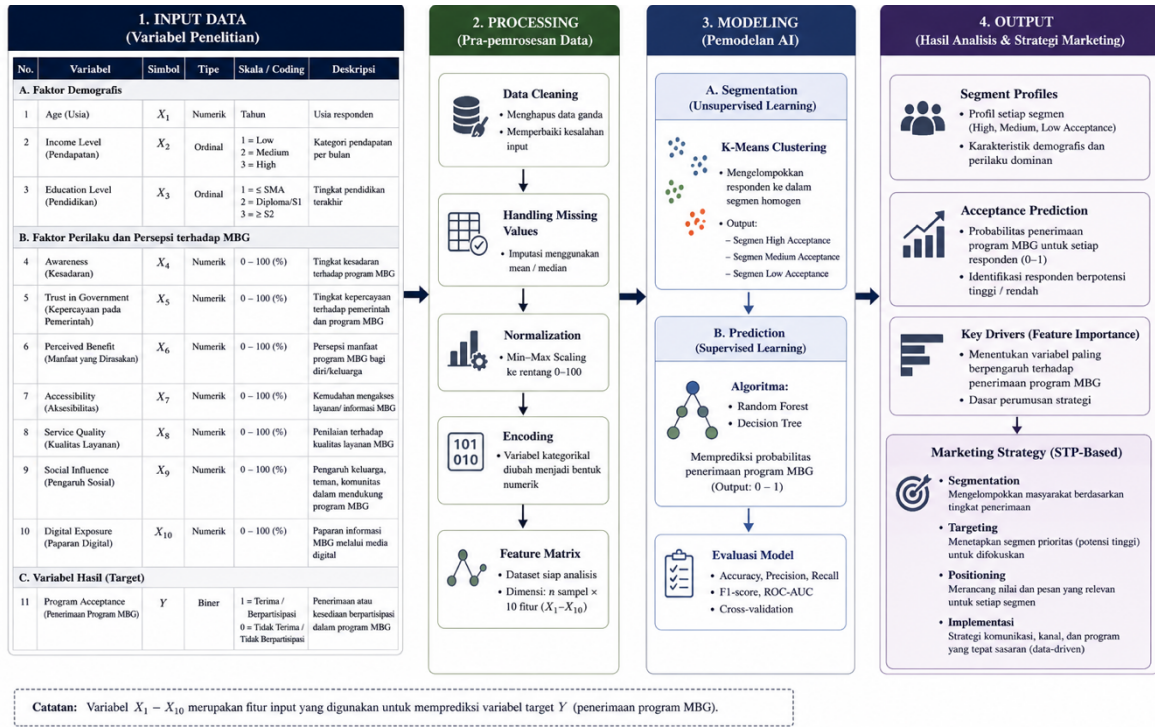 1. INPUT DATA
(Variabel Penelitian)
No.
Variabel
Simbol
Tipe
Skala / Coding
Deskripsi
A. Faktor Demografis
1
Age (Usia)
X₁
Numerik
Tahun
Usia responden
2
Income Level
(Pendapatan)
X₂
Ordinal
1 = Low
2 = Medium
3 = High
Kategori pendapatan
per bulan
3
Education Level
(Pendidikan)
X₃
Ordinal
1 = ≤ SMA
2 = Diploma/S1
3 = ≥ S2
Tingkat pendidikan
terakhir
B. Faktor Perilaku dan Persepsi terhadap MBG
4
Awareness
(Kesadaran)
X₄
Numerik
0 – 100 (%)
Tingkat kesadaran
terhadap program MBG
5
Trust in Government
(Kepercayaan pada
Pemerintah)
X₅
Numerik
0 – 100 (%)
Tingkat kepercayaan
terhadap pemerintah
dan program MBG
6
Perceived Benefit
(Manfaat yang Dirasakan)
X₆
Numerik
0 – 100 (%)
Persepsi manfaat
program MBG bagi
diri/keluarga
7
Accessibility
(Aksesibilitas)
X₇
Numerik
0 – 100 (%)
Kemudahan mengakses
layanan/ informasi MBG
8
Service Quality
(Kualitas Layanan)
X₈
Numerik
0 – 100 (%)
Penilaian terhadap
kualitas layanan MBG
9
Social Influence
(Pengaruh Sosial)
X₉
Numerik
0 – 100 (%)
Pengaruh keluarga,
teman, komunitas
dalam mendukung
program MBG
10
Digital Exposure
(Paparan Digital)
X₁₀
Numerik
0 – 100 (%)
Paparan informasi
MBG melalui media
digital
C. Variabel Hasil (Target)
11
Program Acceptance
(Penerimaan Program MBG)
Y
Biner
1 = Terima /
Berpartisipasi
0 = Tidak Terima /
Tidak Berpartisipasi
Penerimaan atau
kesediaan berpartisipasi
dalam program MBG
2. PROCESSING
(Pra-pemrosesan Data)
Data Cleaning
• Menghapus data ganda
• Memperbaiki kesalahan
input
Handling Missing
Values
• Imputasi menggunakan
mean / median
Normalization
• Min–Max Scaling
ke rentang 0–100
101
010
Encoding
• Variabel kategorikal
diubah menjadi bentuk
numerik
Feature Matrix
• Dataset siap analisis
• Dimensi: n sampel ×
10 fitur (X₁–X₁₀)
3. MODELING
(Pemodelan AI)
A. Segmentation
(Unsupervised Learning)
K-Means Clustering
• Mengelompokkan
responden ke dalam
segmen homogen
• Output:
– Segmen High Acceptance
– Segmen Medium Acceptance
– Segmen Low Acceptance
B. Prediction
(Supervised Learning)
Algoritma:
• Random Forest
• Decision Tree
Memprediksi probabilitas
penerimaan program MBG
(Output: 0 – 1)
Evaluasi Model
• Accuracy, Precision, Recall
• F1-score, ROC-AUC
• Cross-validation
4. OUTPUT
(Hasil Analisis & Strategi Marketing)
Segment Profiles
• Profil setiap segmen
(High, Medium, Low Acceptance)
• Karakteristik demografis dan
perilaku dominan
Acceptance Prediction
• Probabilitas penerimaan
program MBG untuk setiap
responden (0–1)
• Identifikasi responden berpotensi
tinggi / rendah
Key Drivers (Feature Importance)
• Menentukan variabel paling
berpengaruh terhadap
penerimaan program MBG
• Dasar perumusan strategi
Marketing Strategy (STP-Based)
• Segmentation
Mengelompokkan masyarakat berdasarkan
tingkat penerimaan
• Targeting
Menetapkan segmen prioritas (potensi tinggi)
untuk difokuskan
• Positioning
Merancang nilai dan pesan yang relevan
untuk setiap segmen
• Implementasi
Strategi komunikasi, kanal, dan program
yang tepat sasaran (data-driven)
Catatan: Variabel X₁ – X₁₀ merupakan fitur input yang digunakan untuk memprediksi variabel target Y (penerimaan program MBG).